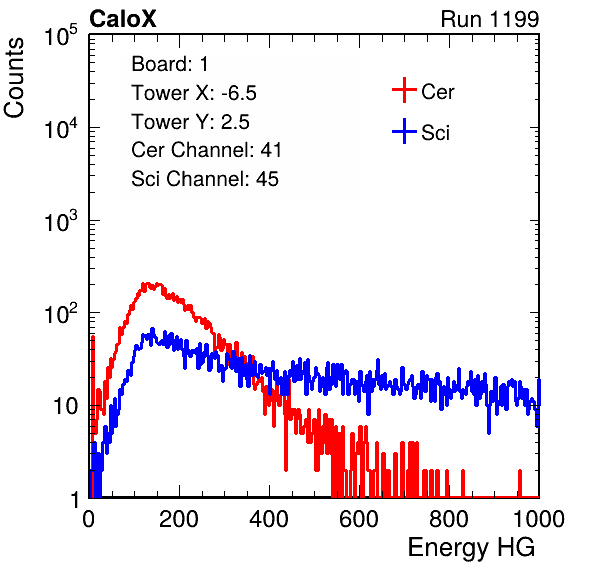 CaloX
Run 1199
Counts
Board: 1
Tower X: -6.5
Tower Y: 2.5
Cer Channel: 41
Sci Channel: 45
Cer
Sci
10^5
10^4
10^3
10^2
10
1
0 200 400 600 800 1000
Energy HG